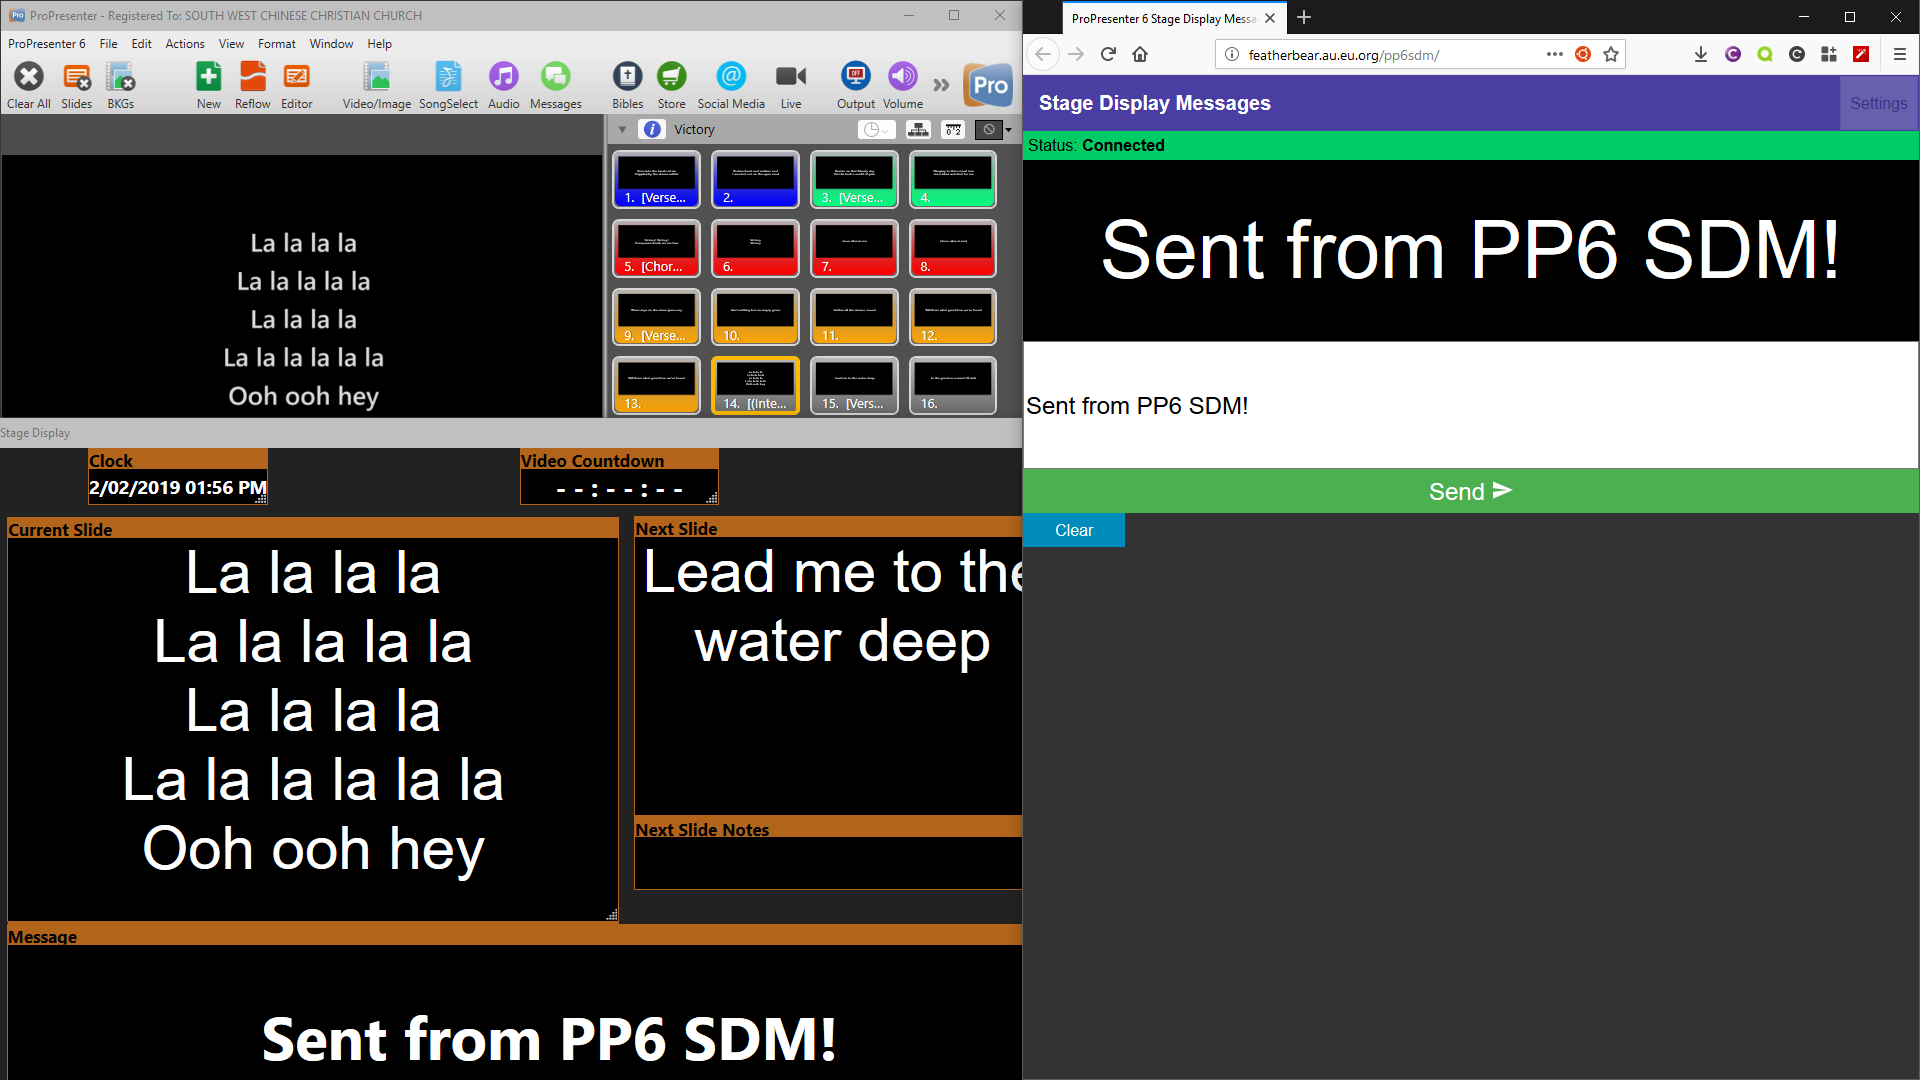 ProPresenter - Registered To: SOUTH WEST CHINESE CHRISTIAN CHURCH
ProPresenter 6 File Edit Actions View Format Window Help
Clear All Slides BKGs New Reflow Editor Video/Image SongSelect Audio Messages Bibles Store Social Media Live Output Volume Pro
Victory
La la la la
La la la la la
La la la la
La la la la la la
Ooh ooh hey
1. [Verse... 2. 3. [Verse... 4.
5. [Chor... 6. 7. 8.
9. [Verse... 10. 11. 12.
13. 14. [(Inte... 15. [Vers... 16.
Stage Display
Clock
2/02/2019 01:56 PM
Video Countdown
--:--:--
Current Slide
La la la la
La la la la la
La la la la
La la la la la la
Ooh ooh hey
Next Slide
Lead me to the
water deep
Next Slide Notes
Message
Sent from PP6 SDM!
ProPresenter 6 Stage Display Messa
featherbear.au.eu.org/pp6sdm/
Stage Display Messages
Settings
Status: Connected
Sent from PP6 SDM!
Sent from PP6 SDM!
Send
Clear